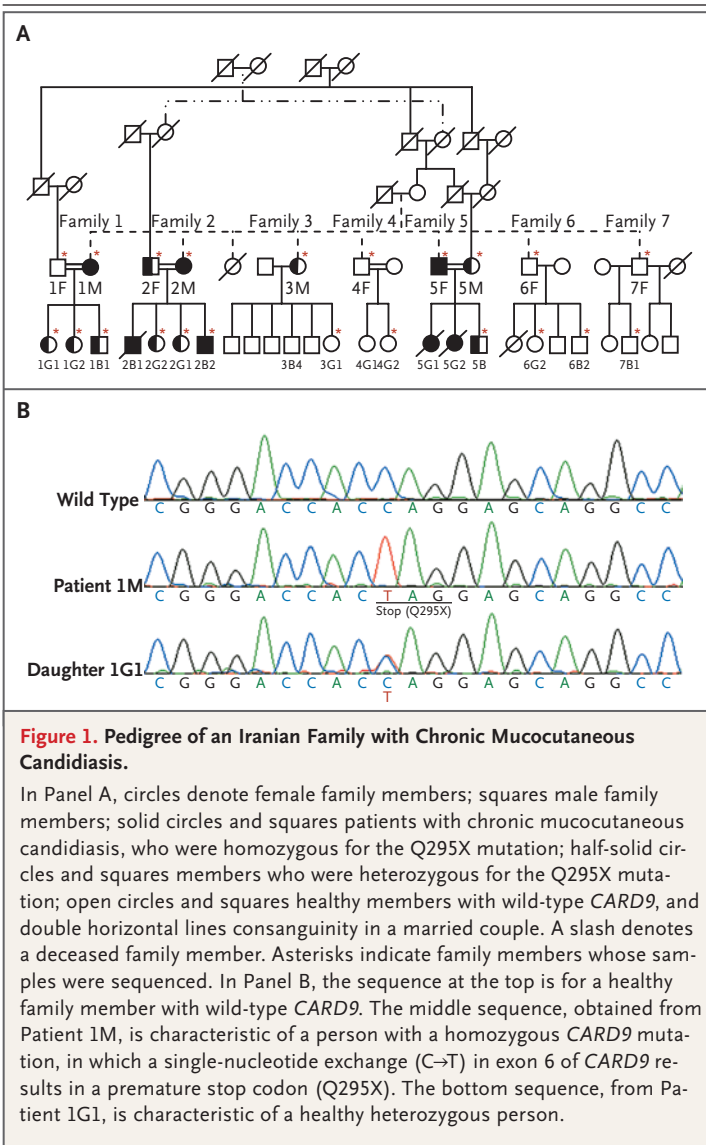 A
Family 1 Family 2 Family 3 Family 4 Family 5 Family 6 Family 7
* * * * * * * * * *
1F 1M 2F 2M 3M 4F 5F 5M 6F 7F
* * * * * * * * * * * * * * *
1G1 1G2 1B1 2B1 2G2 2G1 2B2 3B4 3G1 4G1 4G2 5G1 5G2 5B 6G2 6B2 7B1
B
Wild Type
C G G G A C C A C C A G G A G C A G G C C
Patient 1M
C G G G A C C A C T A G G A G C A G G C C
Stop (Q295X)
Daughter 1G1
C G G G A C C A C C A G G A G C A G G C C
T
Figure 1. Pedigree of an Iranian Family with Chronic Mucocutaneous
Candidiasis.
In Panel A, circles denote female family members; squares male family
members; solid circles and squares patients with chronic mucocutaneous
candidiasis, who were homozygous for the Q295X mutation; half-solid cir-
cles and squares members who were heterozygous for the Q295X muta-
tion; open circles and squares healthy members with wild-type CARD9, and
double horizontal lines consanguinity in a married couple. A slash denotes
a deceased family member. Asterisks indicate family members whose sam-
ples were sequenced. In Panel B, the sequence at the top is for a healthy
family member with wild-type CARD9. The middle sequence, obtained from
Patient 1M, is characteristic of a person with a homozygous CARD9 muta-
tion, in which a single-nucleotide exchange (C→T) in exon 6 of CARD9 re-
sults in a premature stop codon (Q295X). The bottom sequence, from Pa-
tient 1G1, is characteristic of a healthy heterozygous person.